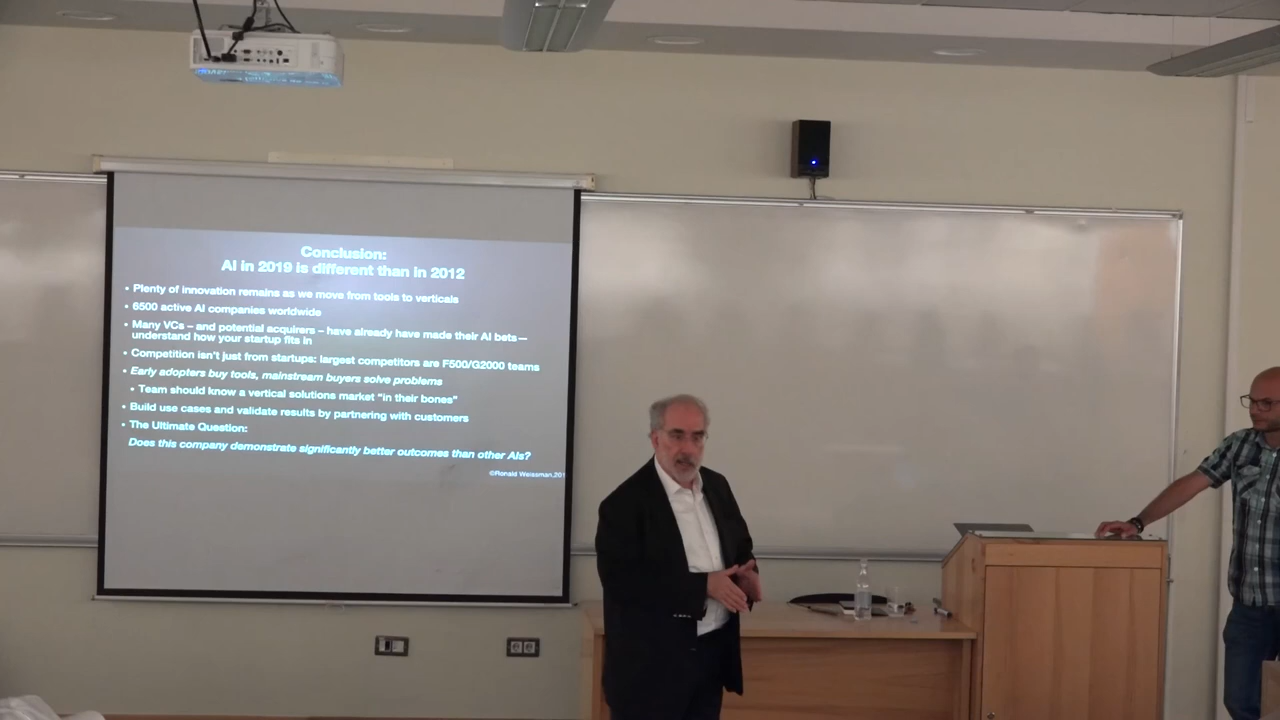 Conclusion:
AI in 2019 is different than in 2012
• Plenty of innovation remains as we move from tools to verticals
• 6500 active AI companies worldwide
• Many VCs – and potential acquirers – have already have made their AI bets—
understand how your startup fits in
• Competition isn't just from startups: largest competitors are F500/G2000 teams
• Early adopters buy tools, mainstream buyers solve problems
• Team should know a vertical solutions market "in their bones"
• Build use cases and validate results by partnering with customers
• The Ultimate Question:
Does this company demonstrate significantly better outcomes than other AIs?
©Ronald Weissman,201